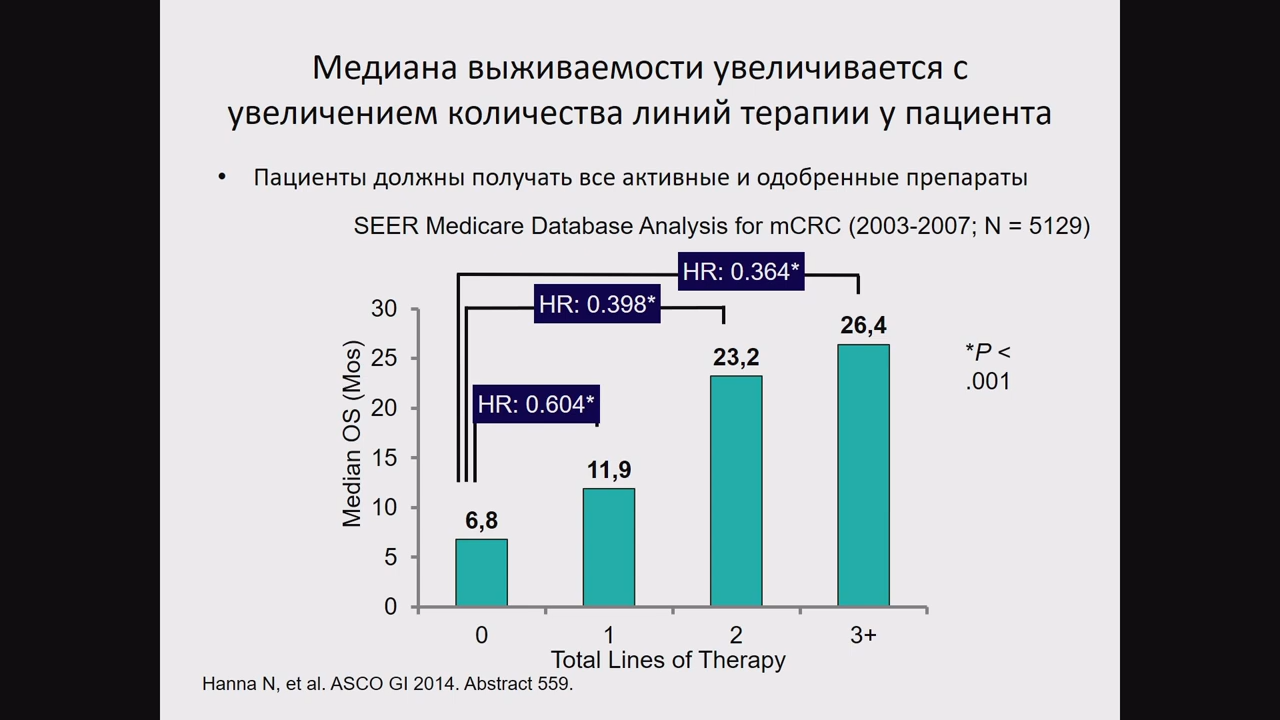 Медиана выживаемости увеличивается с
увеличением количества линий терапии у пациента
• Пациенты должны получать все активные и одобренные препараты
SEER Medicare Database Analysis for mCRC (2003-2007; N = 5129)
HR: 0.364*
HR: 0.398*
HR: 0.604*
*P <
.001
Median OS (Mos)
30
25
20
15
10
5
0
6,8
11,9
23,2
26,4
0 1 2 3+
Total Lines of Therapy
Hanna N, et al. ASCO GI 2014. Abstract 559.